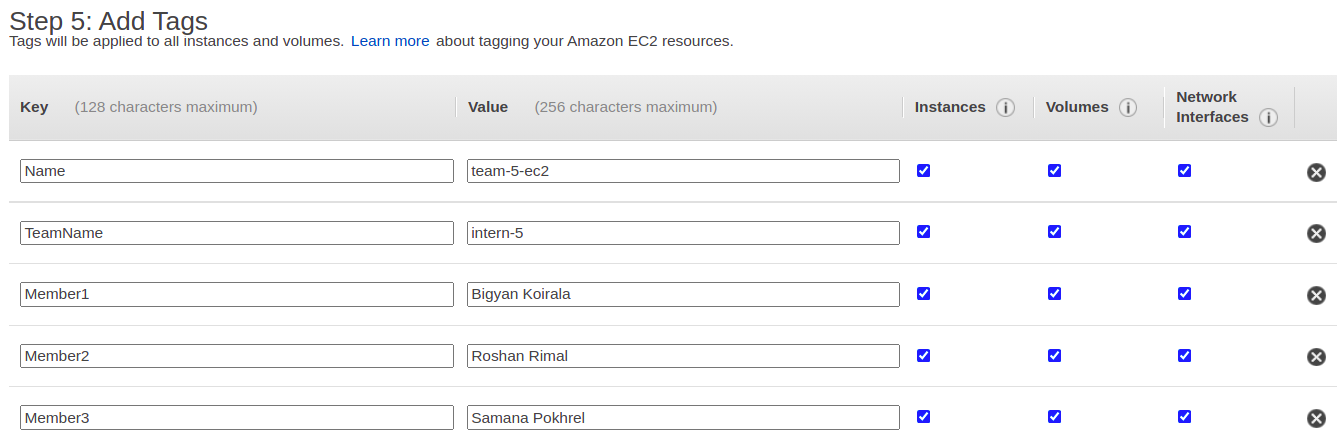 Step 5: Add Tags
Tags will be applied to all instances and volumes. Learn more about tagging your Amazon EC2 resources.
Key (128 characters maximum) Value (256 characters maximum) Instances i Volumes i Network Interfaces i
Name team-5-ec2
TeamName intern-5
Member1 Bigyan Koirala
Member2 Roshan Rimal
Member3 Samana Pokhrel